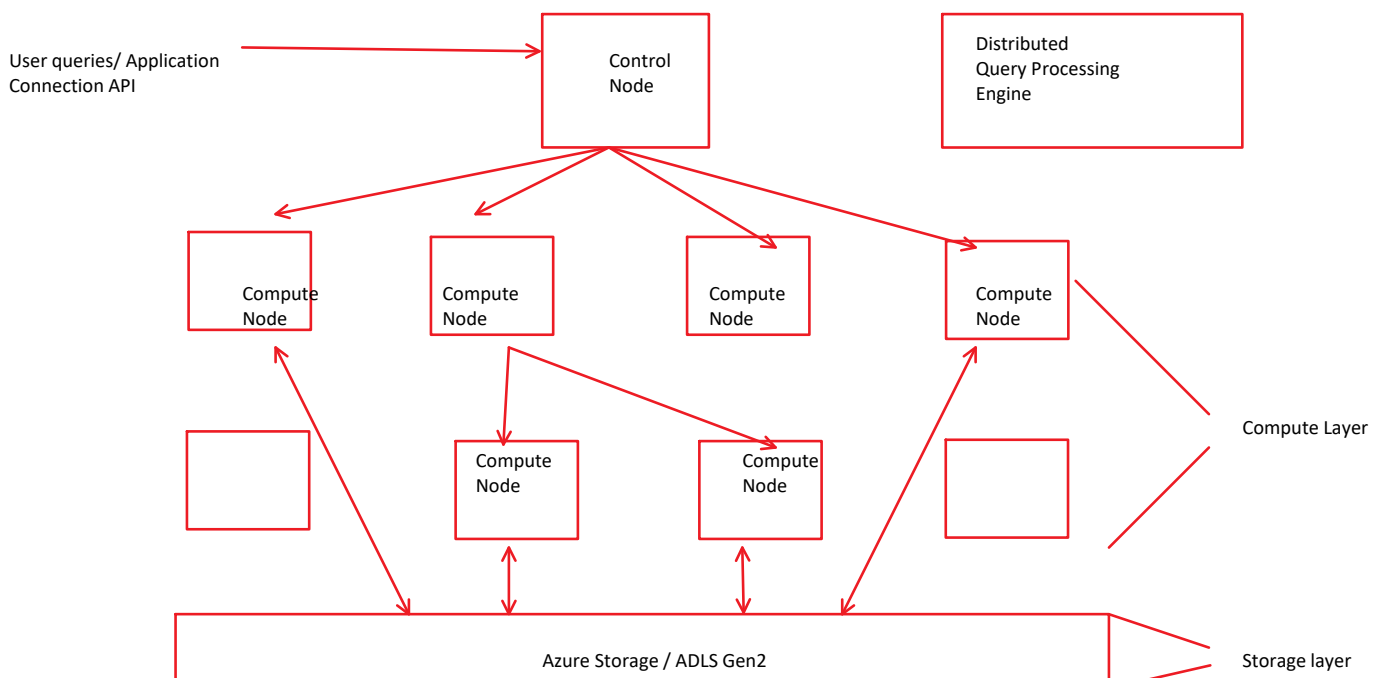 User queries/ Application
Connection API
Control
Node
Distributed
Query Processing
Engine
Compute
Node
Compute
Node
Compute
Node
Compute
Node
Compute
Node
Compute
Node
Compute Layer
Azure Storage / ADLS Gen2
Storage layer